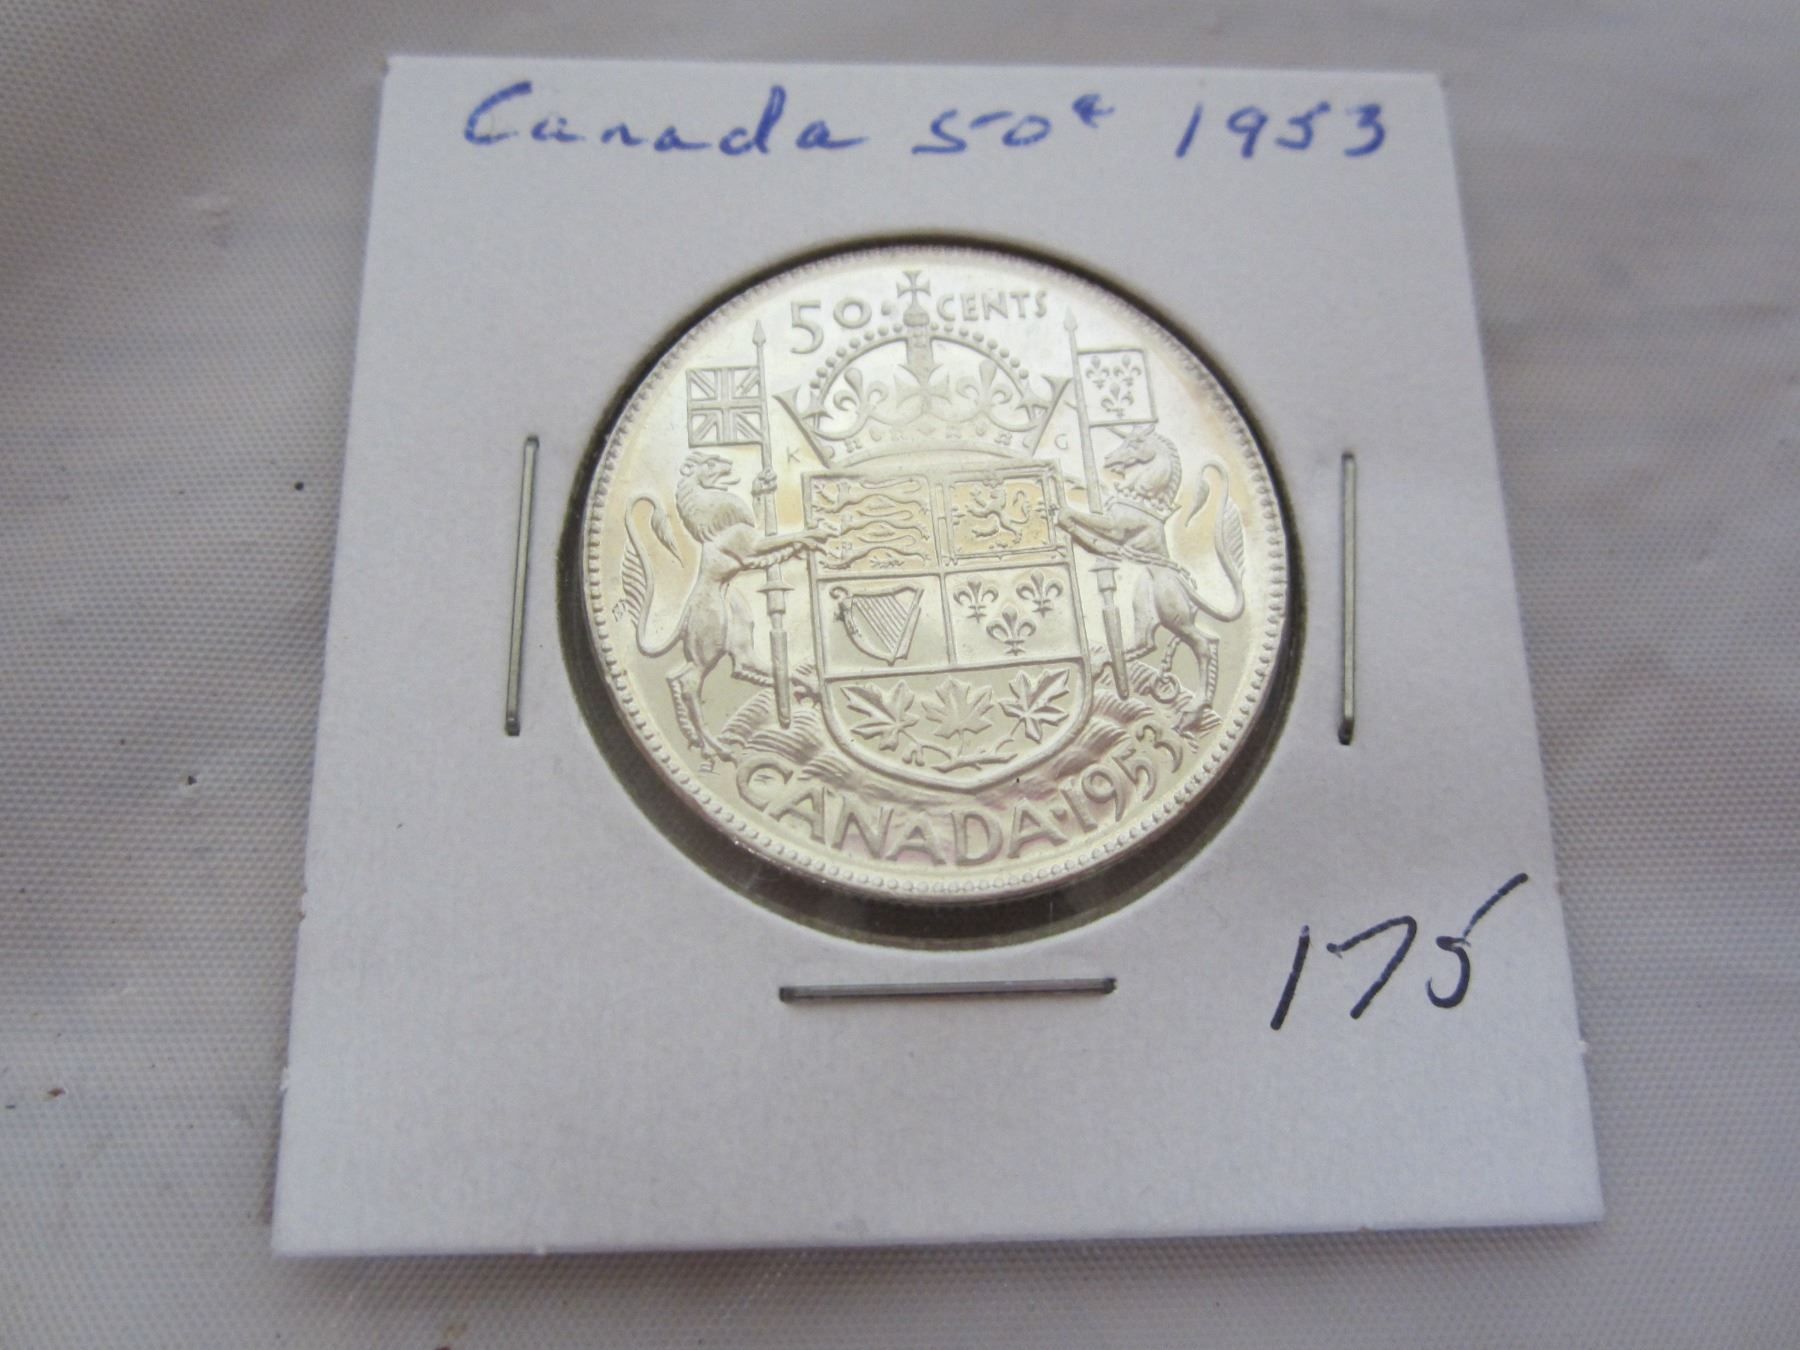 Canada 50¢ 1953
50 · CENTS
K G
CANADA · 1953
175